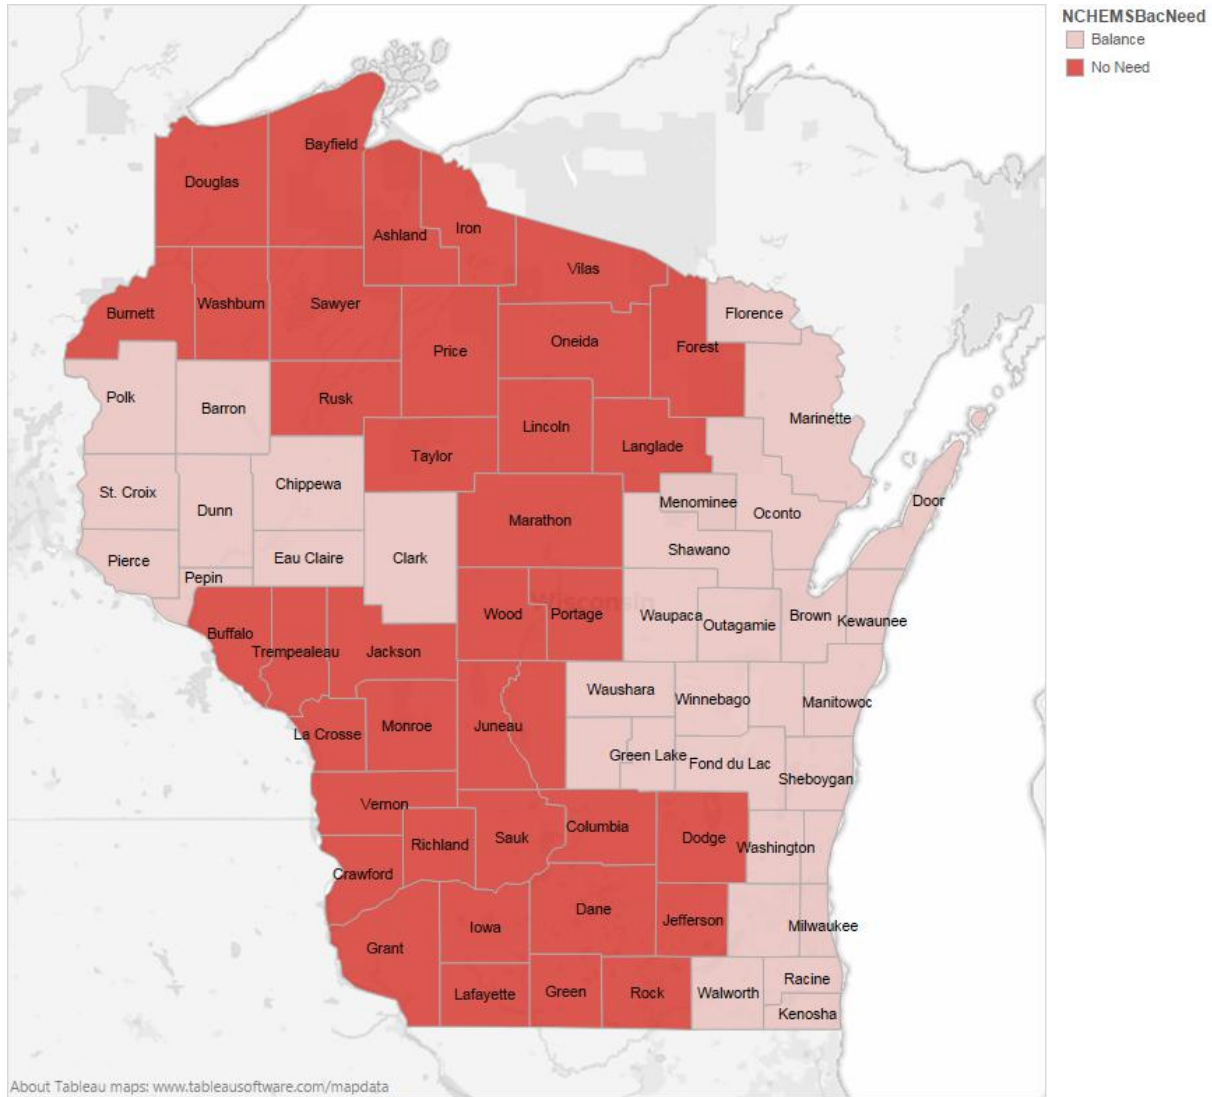 NCHEMSBacNeed
Balance
No Need
Bayfield
Douglas
Iron
Ashland
Vilas
Washburn
Sawyer
Burnett
Florence
Oneida
Price
Forest
Polk
Rusk
Barron
Marinette
Lincoln
Langlade
Taylor
Chippewa
St. Croix
Door
Menominee
Dunn
Oconto
Marathon
Shawano
Eau Claire
Clark
Pierce
Pepin
Wisconsin
Wood
Portage
Waupaca
Brown
Kewaunee
Outagamie
Buffalo
Trempealeau
Jackson
Waushara
Winnebago
Manitowoc
Monroe
Juneau
La Crosse
Green Lake
Fond du Lac
Sheboygan
Vernon
Columbia
Sauk
Dodge
Richland
Washington
Crawford
Dane
Jefferson
Iowa
Milwaukee
Grant
Racine
Lafayette
Green
Rock
Walworth
Kenosha
About Tableau maps: www.tableausoftware.com/mapdata